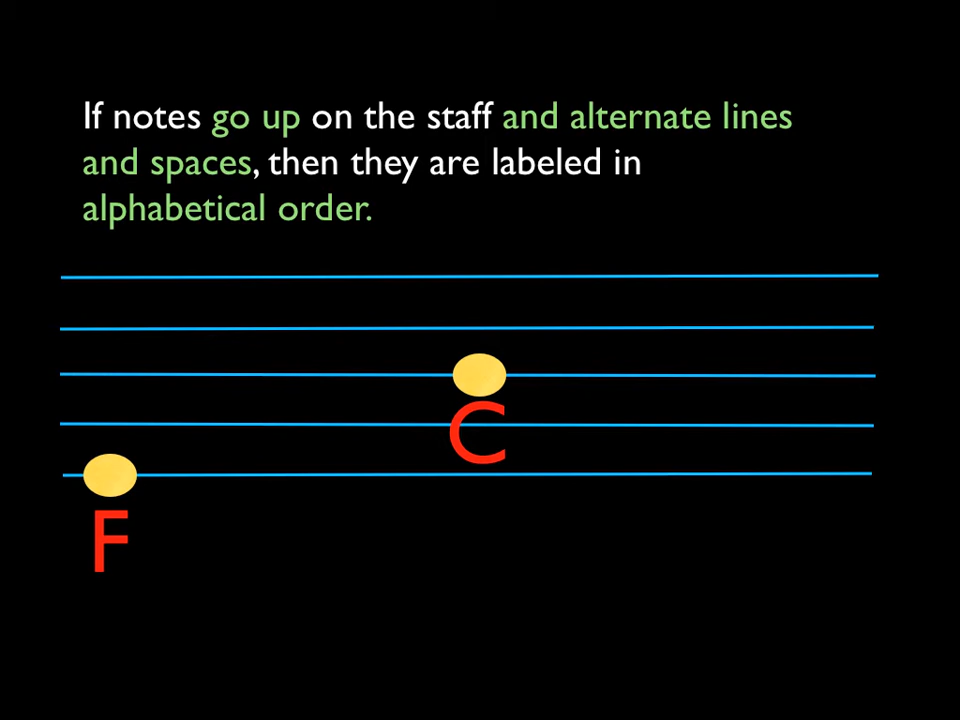 If notes go up on the staff and alternate lines
and spaces, then they are labeled in
alphabetical order.
C
F